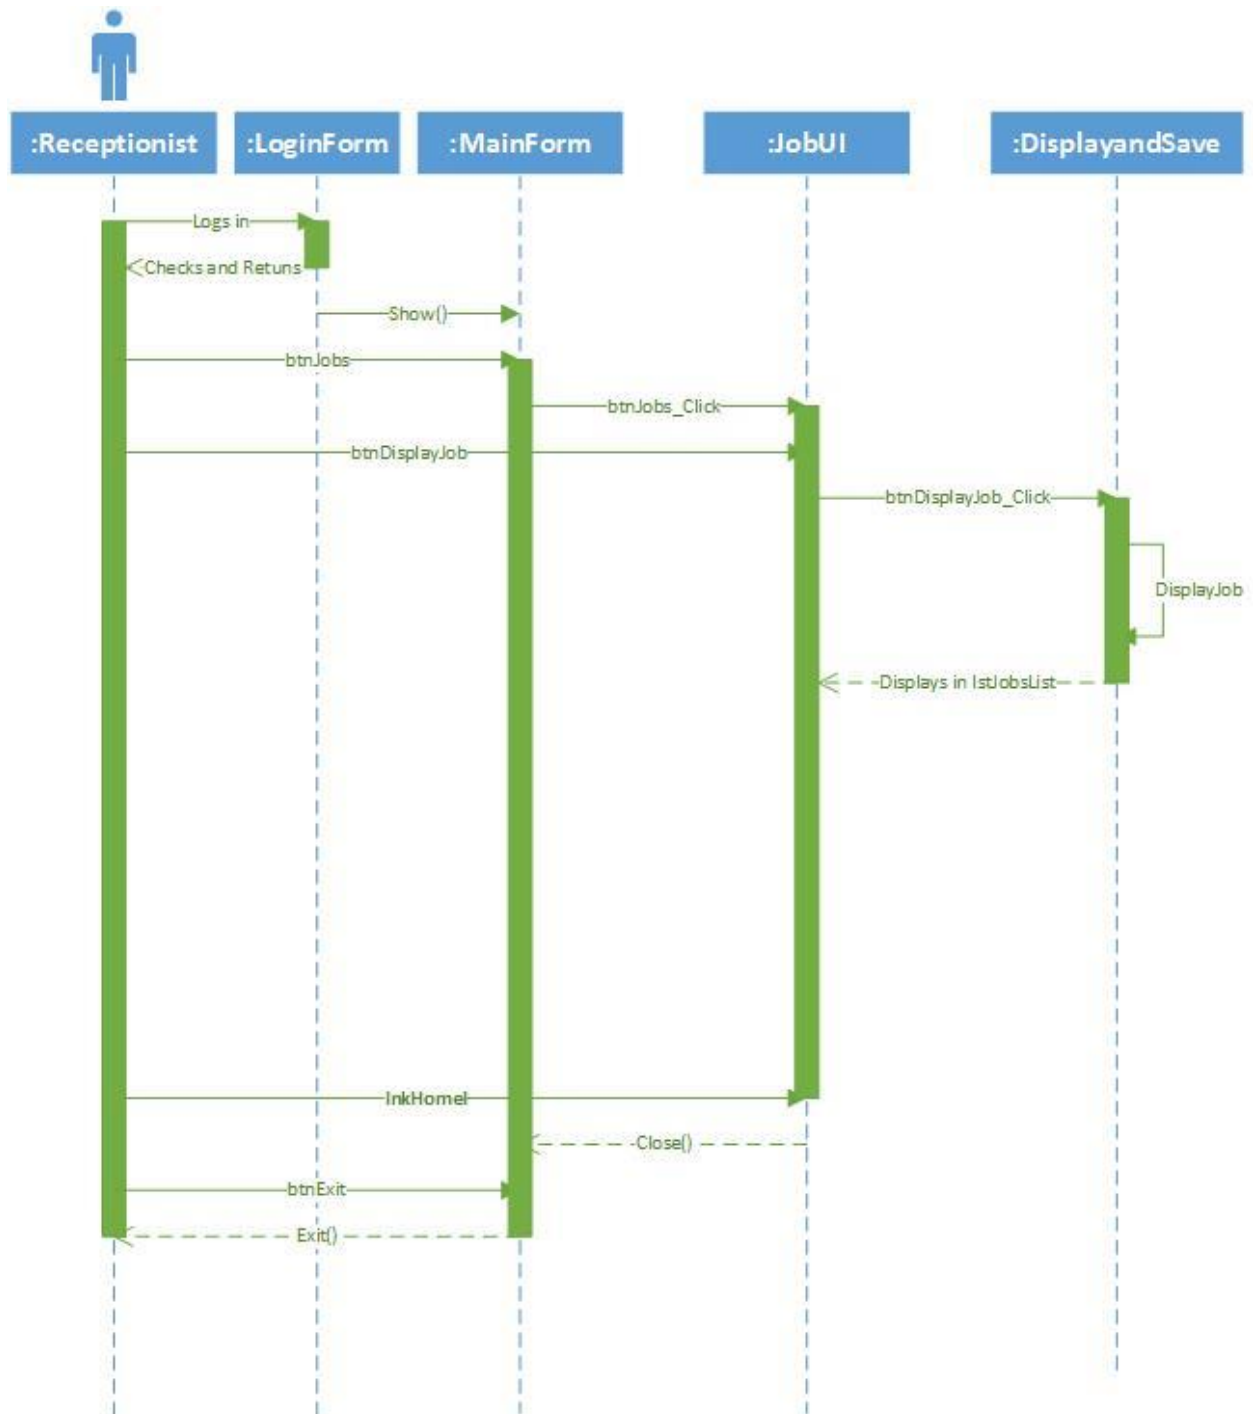 :Receptionist
:LoginForm
:MainForm
:JobUI
:DisplayandSave
Logs in
Checks and Retuns
Show()
btnJobs
btnJobs_Click
btnDisplayJob
btnDisplayJob_Click
DisplayJob
Displays in lstJobsList
lnkHomel
Close()
btnExit
Exit()